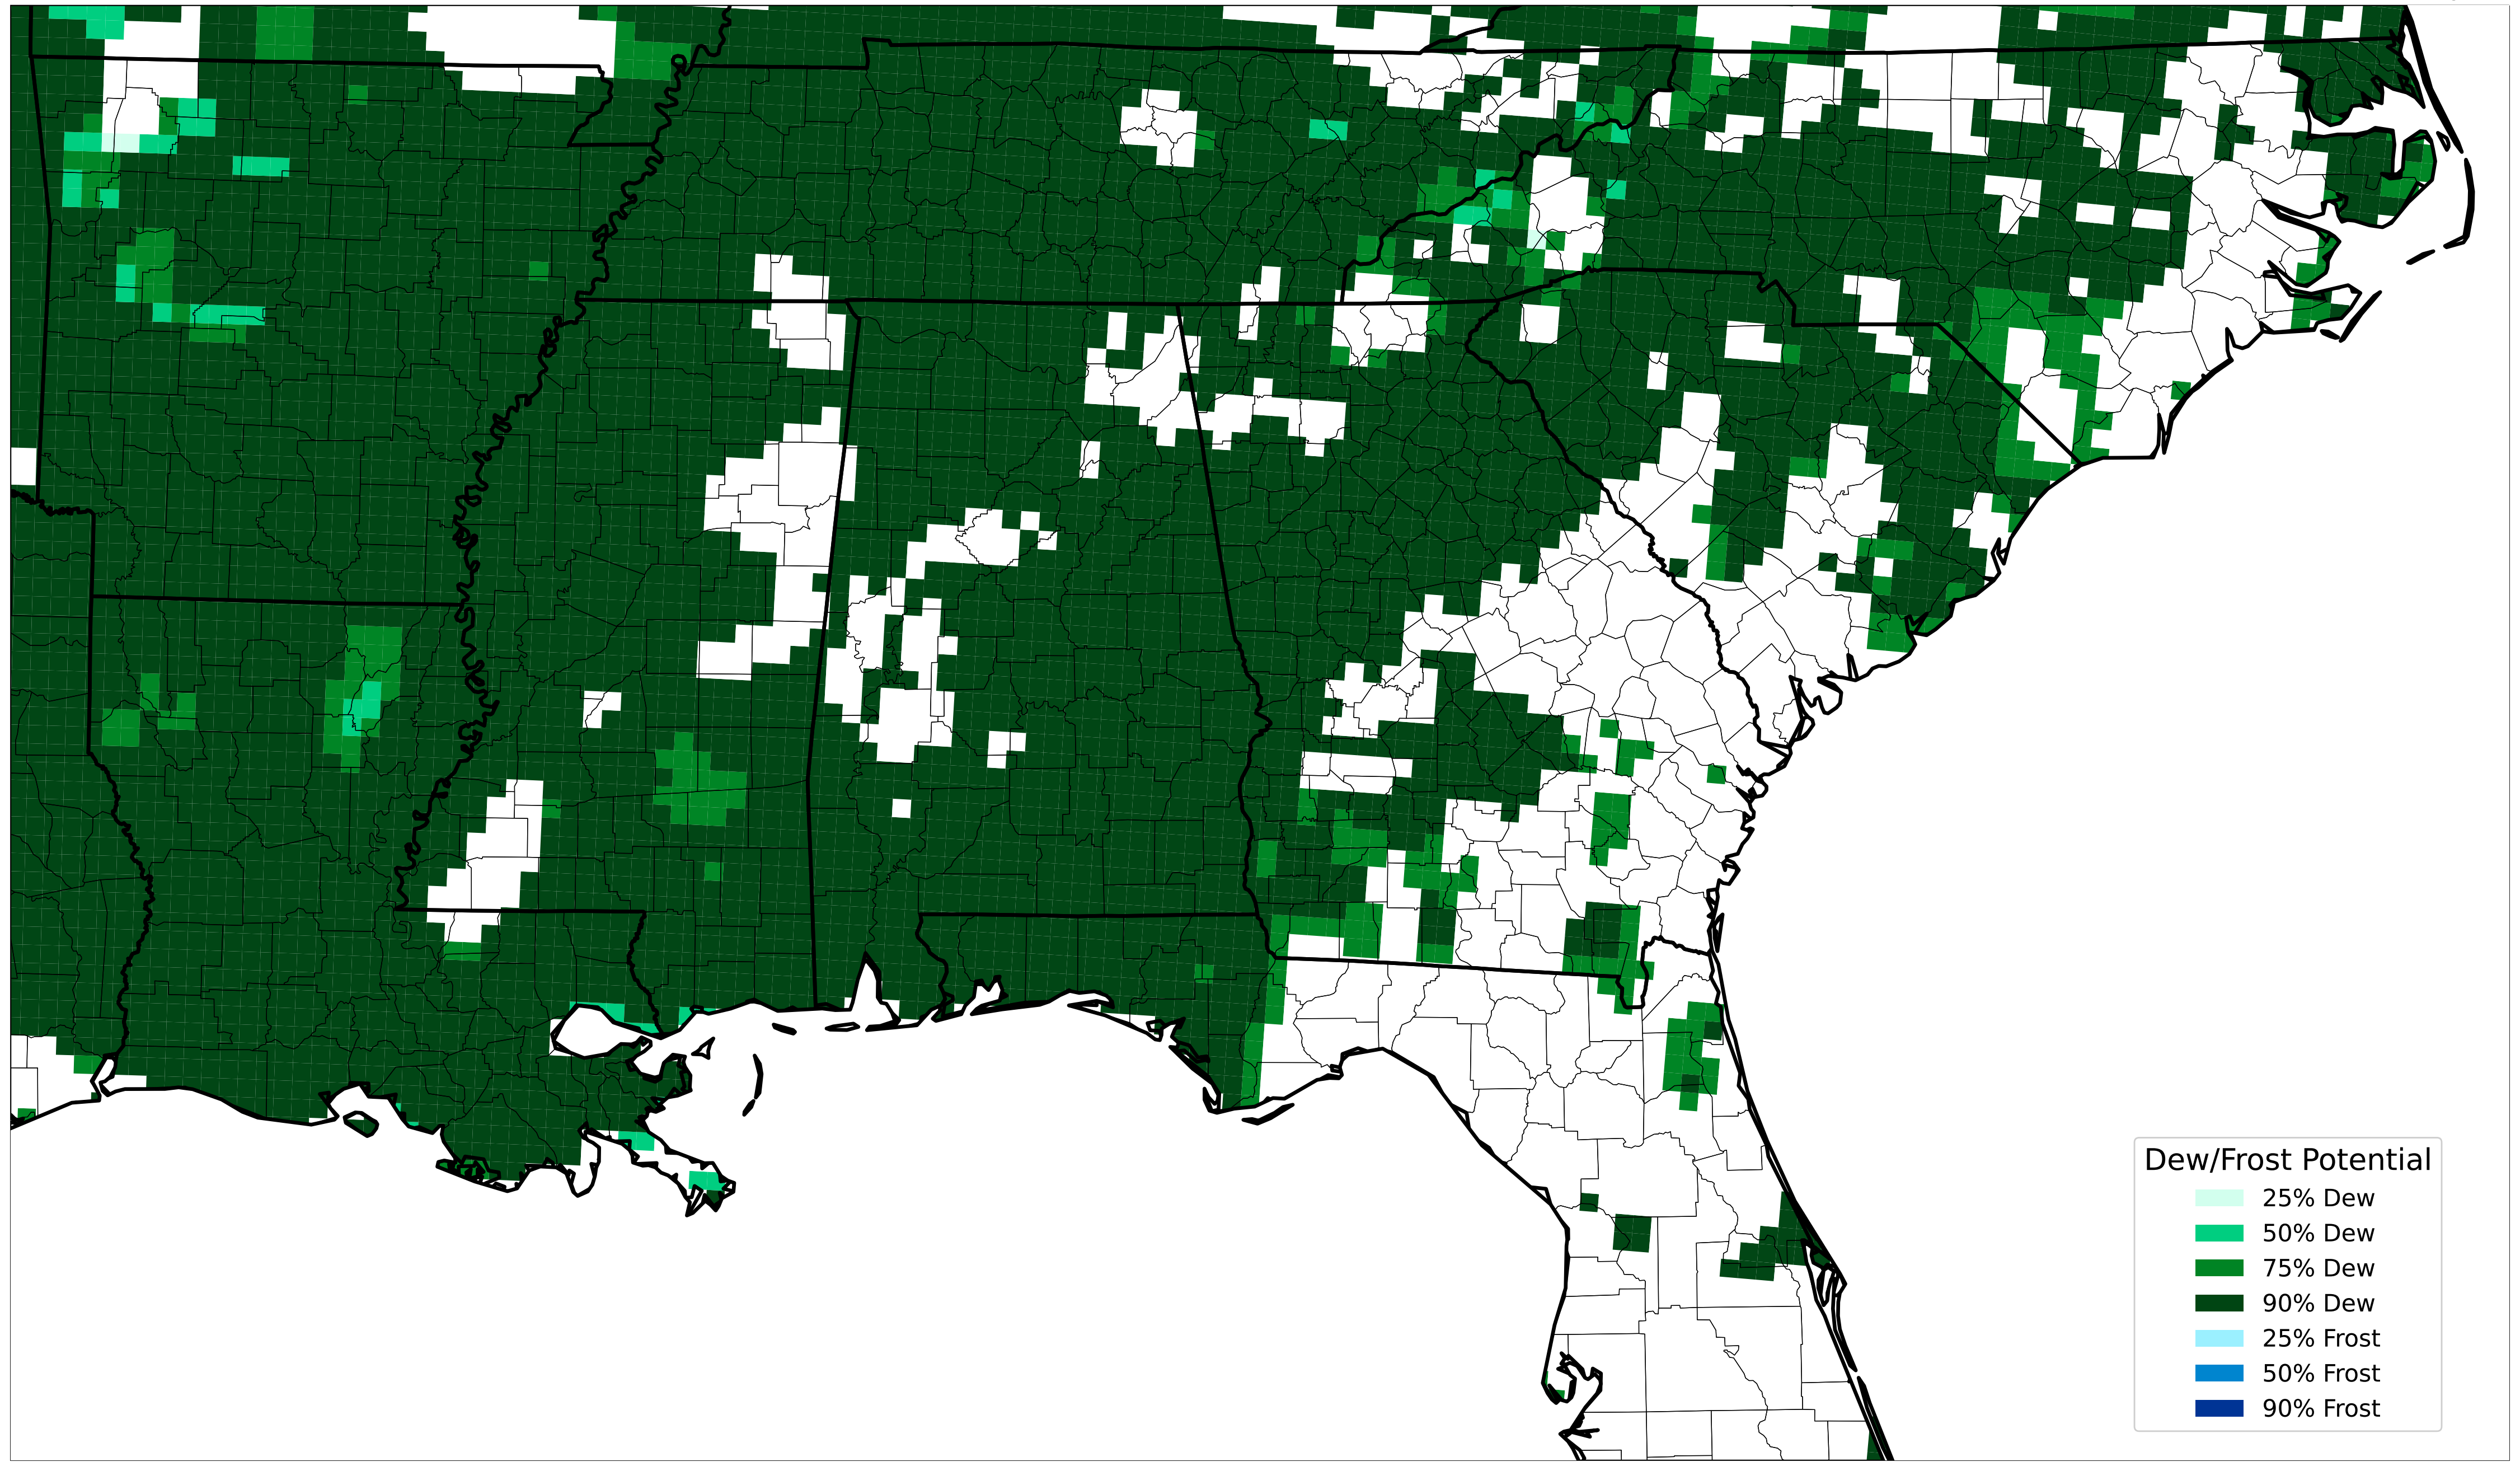 Dew/Frost Potential
25% Dew
50% Dew
75% Dew
90% Dew
25% Frost
50% Frost
90% Frost